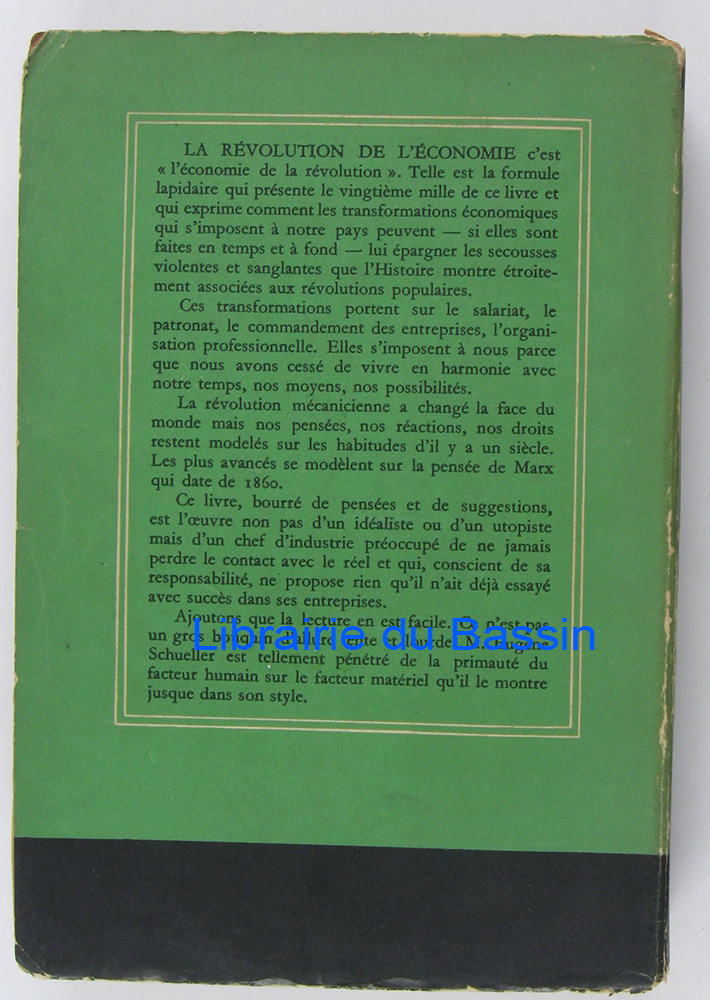 LA RÉVOLUTION DE L'ÉCONOMIE c'est
« l'économie de la révolution ». Telle est la formule
lapidaire qui présente le vingtième mille de ce livre et
qui exprime comment les transformations économiques
qui s'imposent à notre pays peuvent — si elles sont
faites en temps et à fond — lui épargner les secousses
violentes et sanglantes que l'Histoire montre étroite-
ment associées aux révolutions populaires.
Ces transformations portent sur le salariat, le
patronat, le commandement des entreprises, l'organi-
sation professionnelle. Elles s'imposent à nous parce
que nous avons cessé de vivre en harmonie avec
notre temps, nos moyens, nos possibilités.
La révolution mécanicienne a changé la face du
monde mais nos pensées, nos réactions, nos droits
restent modelés sur les habitudes d'il y a un siècle.
Les plus avancés se modèlent sur la pensée de Marx
qui date de 1860.
Ce livre, bourré de pensées et de suggestions,
est l'œuvre non pas d'un idéaliste ou d'un utopiste
mais d'un chef d'industrie préoccupé de ne jamais
perdre le contact avec le réel et qui, conscient de sa
responsabilité, ne propose rien qu'il n'ait déjà essayé
avec succès dans ses entreprises.
Ajoutons que la lecture en est facile. Ce n'est pas
un gros bouquin d'allure lente et lourde. M. Eugène
Schueller est tellement pénétré de la primauté du
facteur humain sur le facteur matériel qu'il le montre
jusque dans son style.
Librairie du Bassin